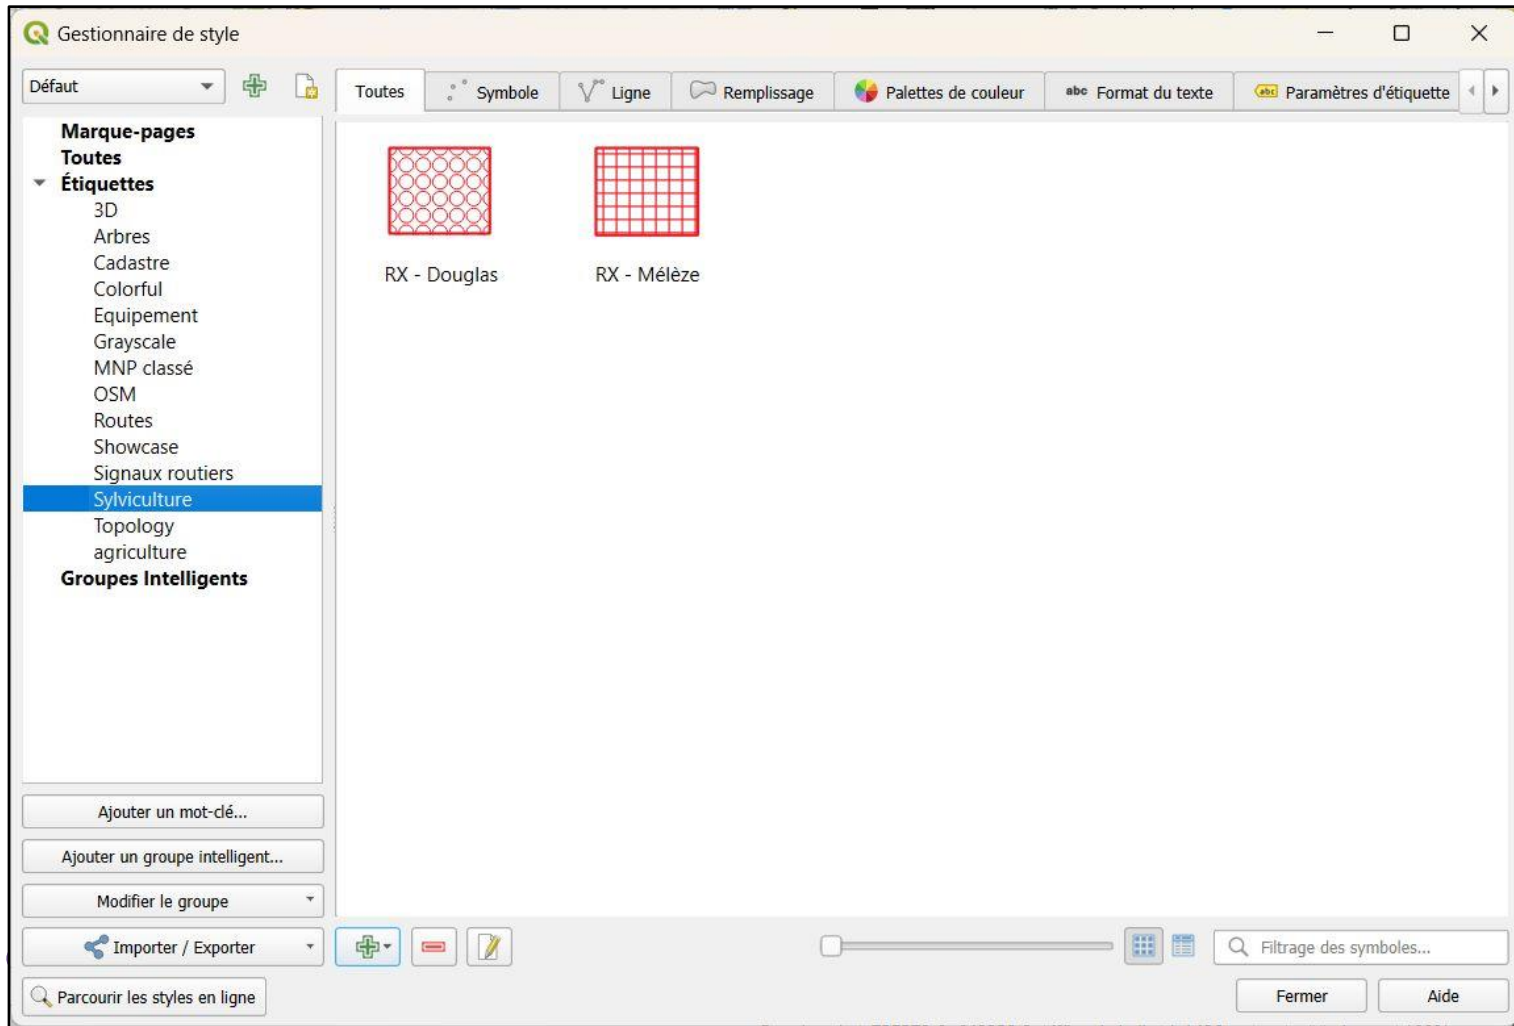 Gestionnaire de style
Défaut
Toutes
Symbole
Ligne
Remplissage
Palettes de couleur
abc Format du texte
abc Paramètres d'étiquette
Marque-pages
Toutes
Étiquettes
3D
Arbres
Cadastre
Colorful
Equipement
Grayscale
MNP classé
OSM
Routes
Showcase
Signaux routiers
Sylviculture
Topology
agriculture
Groupes Intelligents
RX - Douglas
RX - Mélèze
Ajouter un mot-clé...
Ajouter un groupe intelligent...
Modifier le groupe
Importer / Exporter
Filtrage des symboles...
Parcourir les styles en ligne
Fermer
Aide